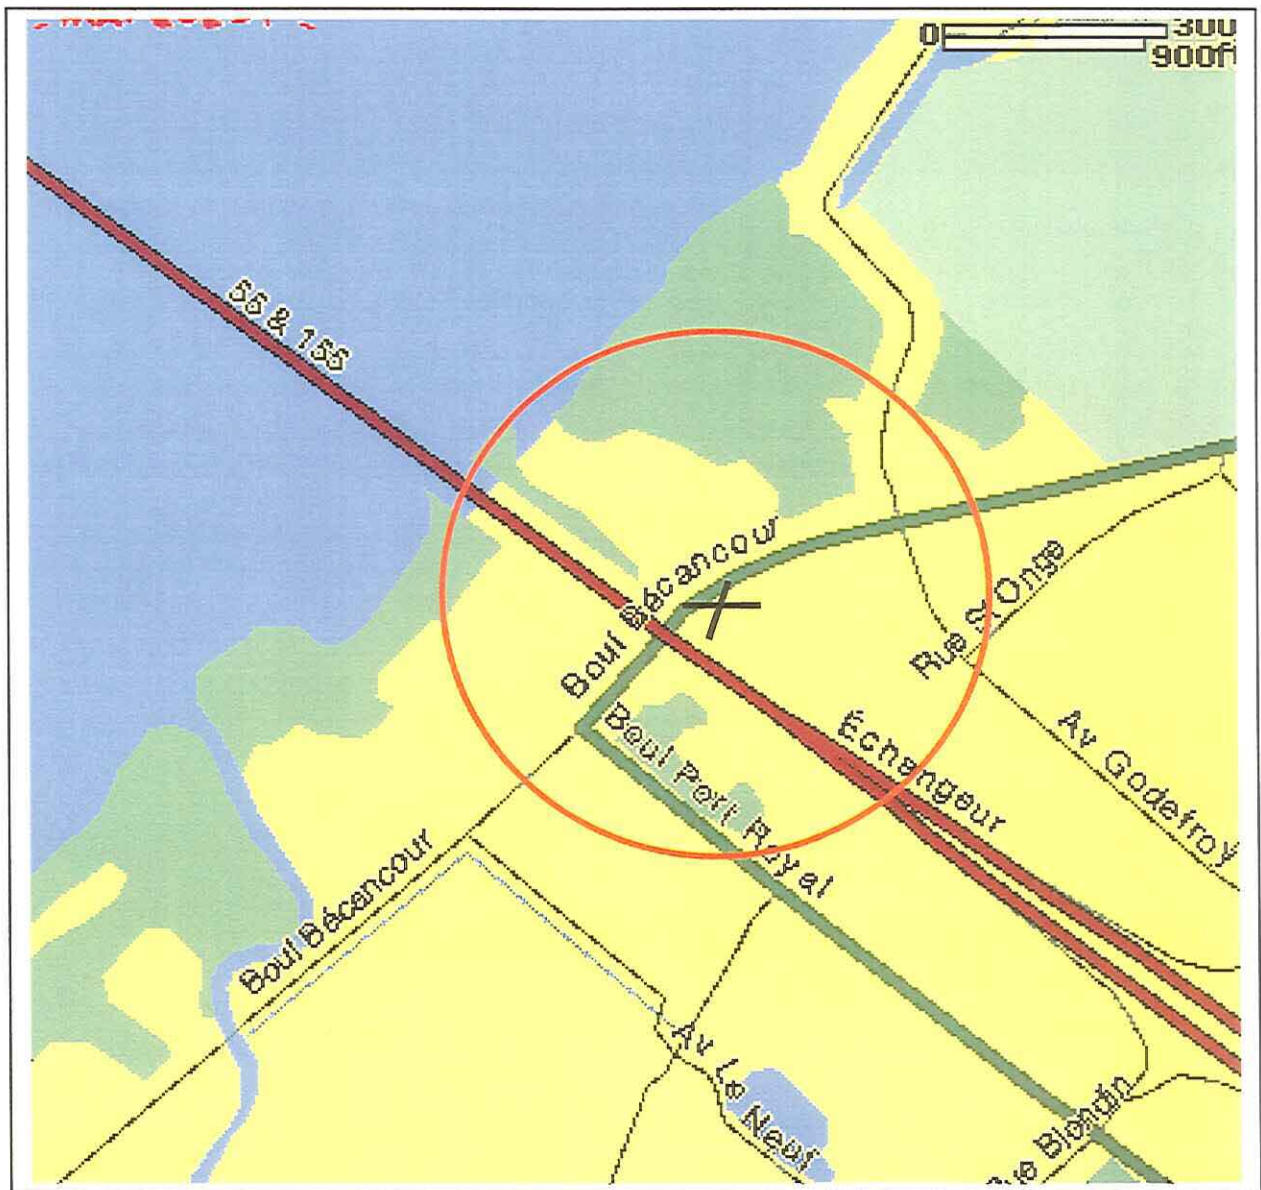 0
300
900ft
55 & 155
Boul Bécancour
Rue St Onge
Boul Port Royal
Échangeur
Av Godefroy
Boul Bécancour
Av Le Neuf
Rue Blondin